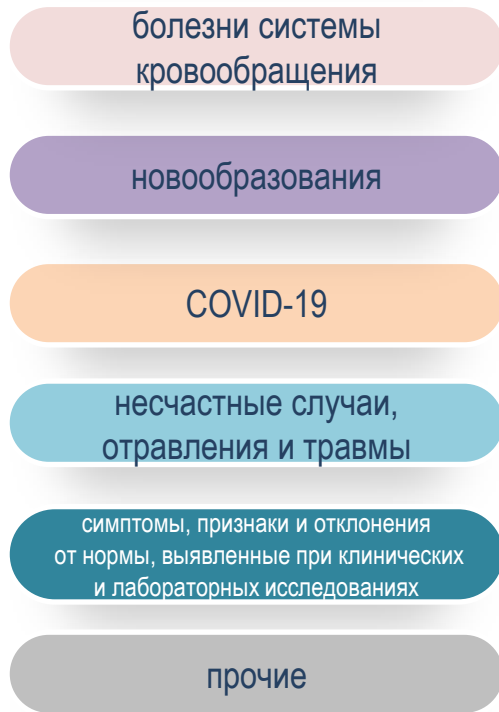 болезни системы
кровообращения
новообразования
COVID-19
несчастные случаи,
отравления и травмы
симптомы, признаки и отклонения
от нормы, выявленные при клинических
и лабораторных исследованиях
прочие